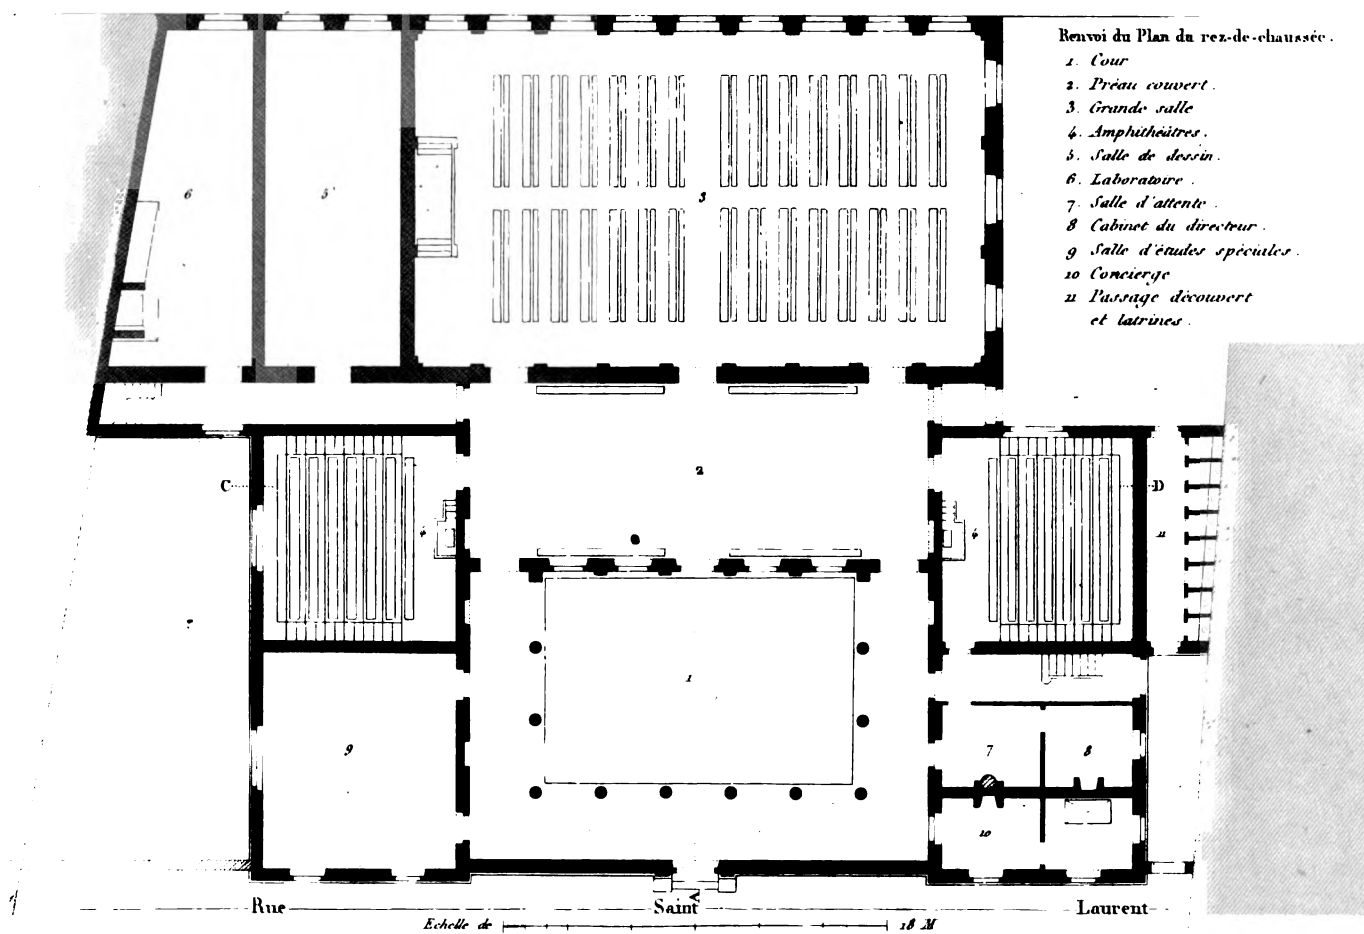 Renvoi du Plan du rez-de-chaussée.
1. Cour
2. Préau couvert.
3. Grande salle
4. Amphithéâtres.
5. Salle de dessin.
6. Laboratoire.
7. Salle d'attente.
8 Cabinet du directeur.
9 Salle d'études spéciales.
10 Concierge
11 Passage découvert
et latrines.
6
5
3
C
4
2
4
D
11
1
9
7
8
10
Rue Saint Laurent
A
Echelle de 18 M